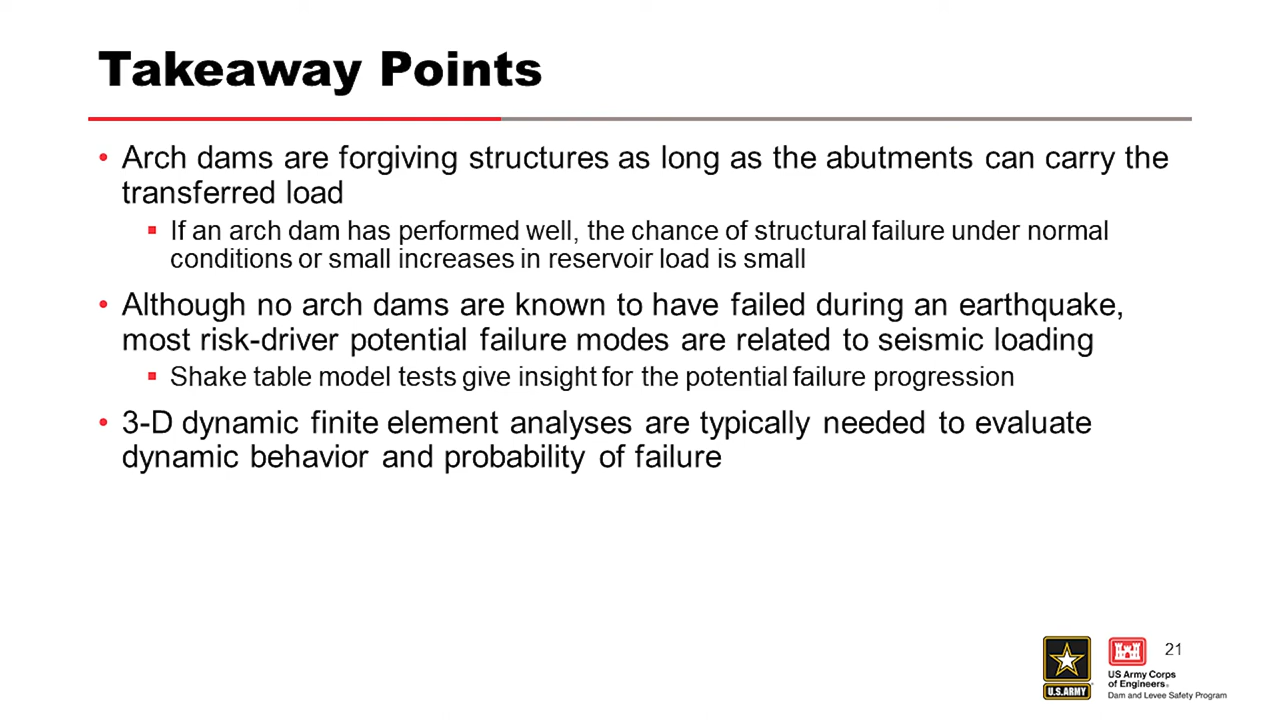 Takeaway Points
• Arch dams are forgiving structures as long as the abutments can carry the
transferred load
▪ If an arch dam has performed well, the chance of structural failure under normal
conditions or small increases in reservoir load is small
• Although no arch dams are known to have failed during an earthquake,
most risk-driver potential failure modes are related to seismic loading
▪ Shake table model tests give insight for the potential failure progression
• 3-D dynamic finite element analyses are typically needed to evaluate
dynamic behavior and probability of failure
21
U.S.ARMY
US Army Corps
of Engineers®
Dam and Levee Safety Program